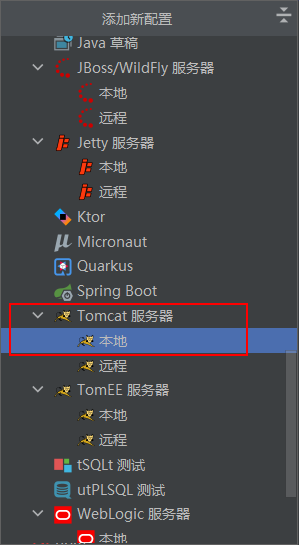 添加新配置
Java 草稿
JBoss/WildFly 服务器
本地
远程
Jetty 服务器
本地
远程
Ktor
Micronaut
Quarkus
Spring Boot
Tomcat 服务器
本地
远程
TomEE 服务器
本地
远程
tSQLt 测试
utPLSQL 测试
WebLogic 服务器
本地